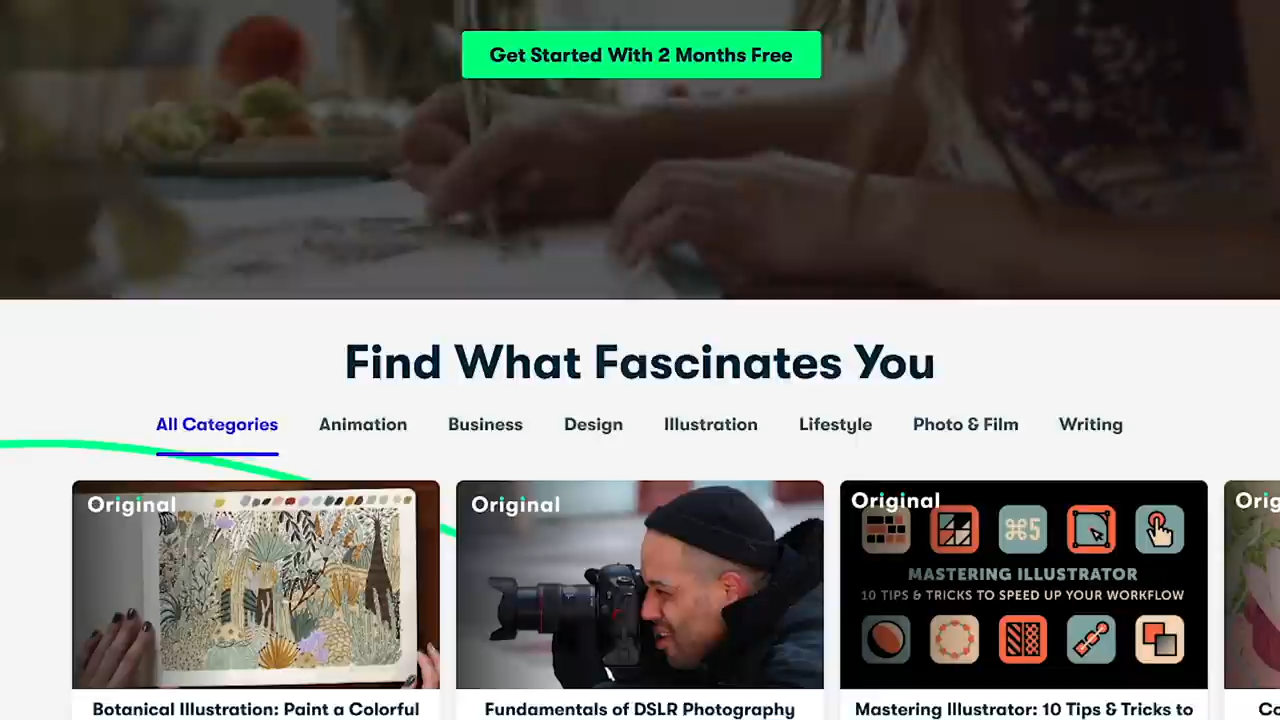 Get Started With 2 Months Free
Find What Fascinates You
All Categories Animation Business Design Illustration Lifestyle Photo & Film Writing
Original Original Original Orig
⌘5
MASTERING ILLUSTRATOR
10 TIPS & TRICKS TO SPEED UP YOUR WORKFLOW
Botanical Illustration: Paint a Colorful Fundamentals of DSLR Photography Mastering Illustrator: 10 Tips & Tricks to Co